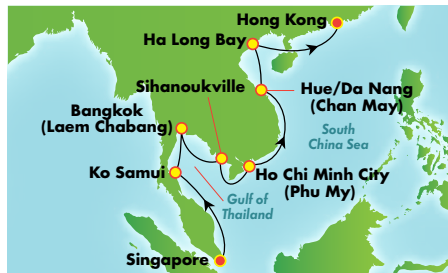 Hong Kong
Ha Long Bay
Sihanoukville
Hue/Da Nang
(Chan May)
Bangkok
(Laem Chabang)
South
China Sea
Ko Samui
Ho Chi Minh City
(Phu My)
Gulf of
Thailand
Singapore